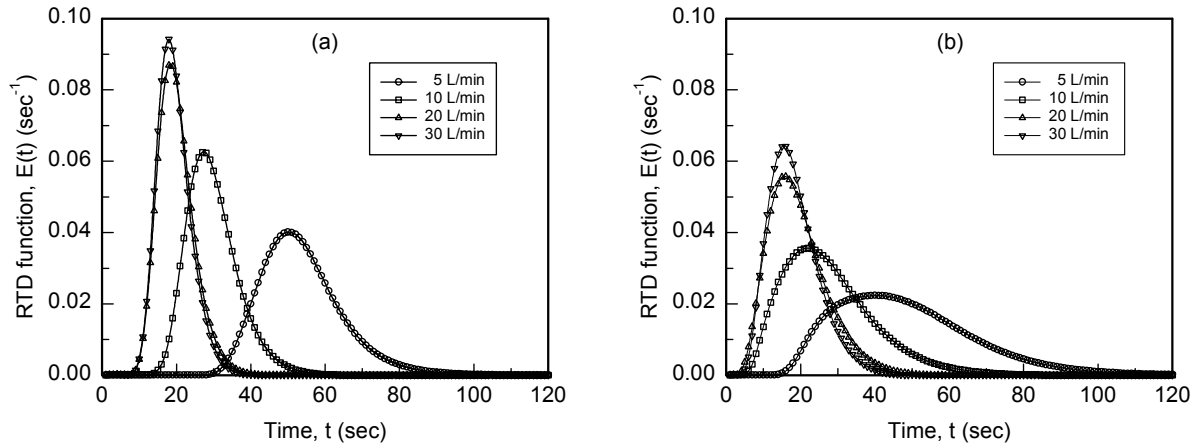 (a)
RTD function, E(t) (sec⁻¹)
0.10
0.08
0.06
0.04
0.02
0.00
5 L/min
10 L/min
20 L/min
30 L/min
0 20 40 60 80 100 120
Time, t (sec)
(b)
RTD function, E(t) (sec⁻¹)
0.10
0.08
0.06
0.04
0.02
0.00
5 L/min
10 L/min
20 L/min
30 L/min
0 20 40 60 80 100 120
Time, t (sec)